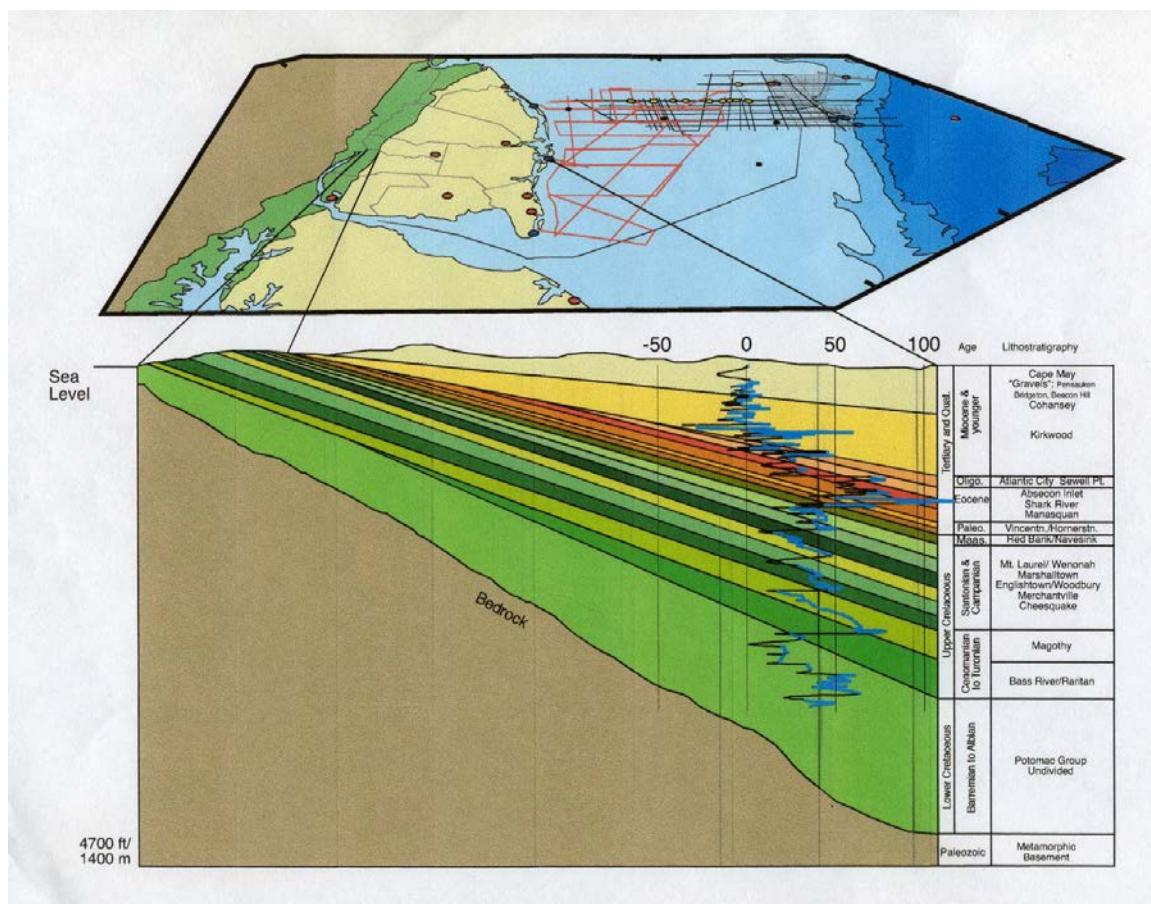 -50 0 50 100
Age Lithostratigraphy
Sea
Level
Tertiary and Quat.
Miocene &
younger
Cape May
"Gravels": Pensauken
Bridgeton, Beacon Hill
Cohansey
Kirkwood
Oligo.
Atlantic City Sewell Pt.
Eocene
Absecon Inlet
Shark River
Manasquan
Paleo.
Vincentn./Hornerstn.
Maas.
Red Bank/Navesink
Upper Cretaceous
Santonian &
Campanian
Mt. Laurel/ Wenonah
Marshalltown
Englishtown/Woodbury
Merchantville
Cheesquake
Cenomanian
to Turonian
Magothy
Bass River/Raritan
Bedrock
Lower Cretaceous
Barremian to Albian
Potomac Group
Undivided
4700 ft/
1400 m
Paleozoic
Metamorphic
Basement